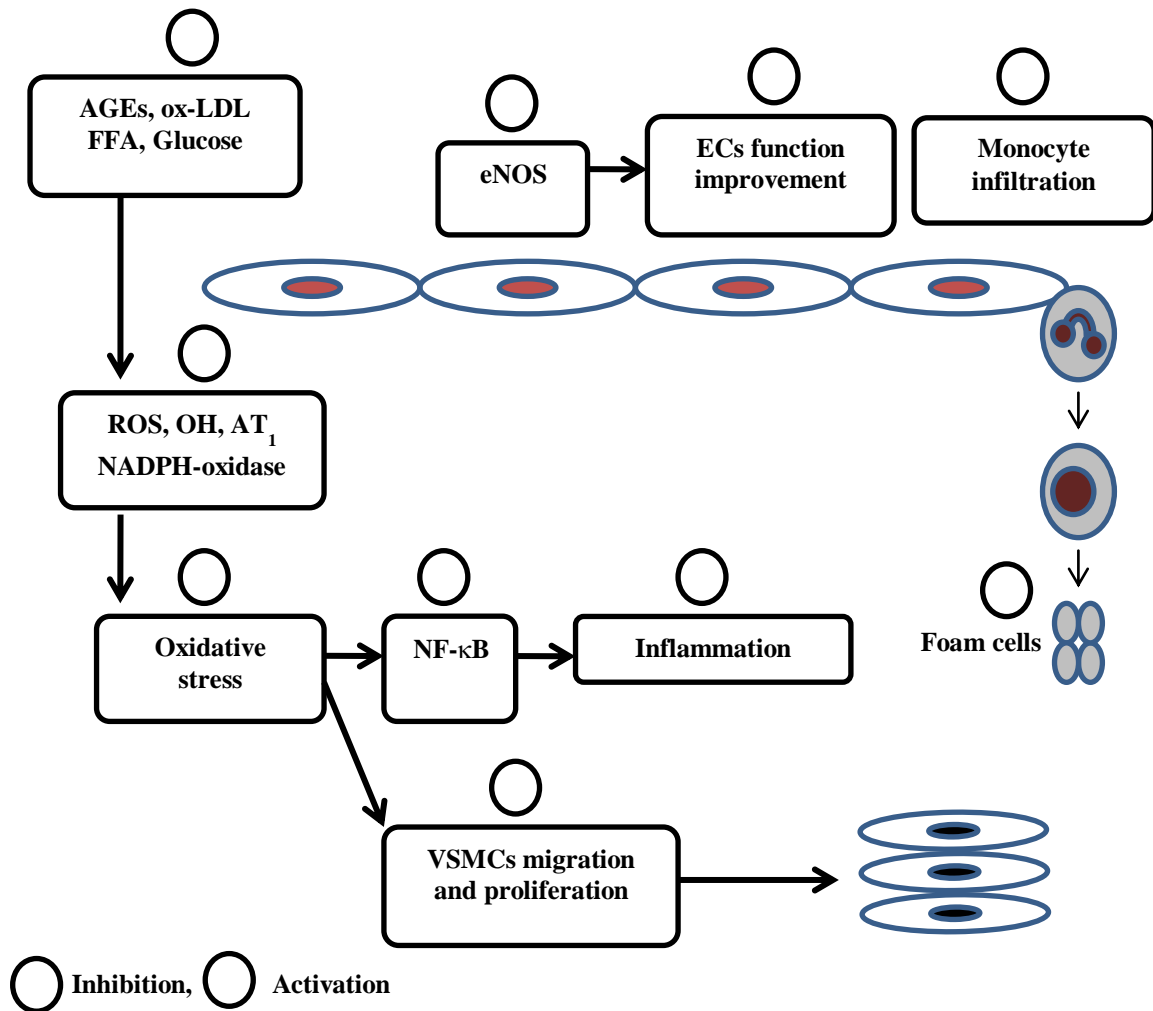 AGEs, ox-LDL
FFA, Glucose
eNOS
ECs function
improvement
Monocyte
infiltration
ROS, OH, AT1
NADPH-oxidase
Oxidative
stress
NF-κB
Inflammation
Foam cells
VSMCs migration
and proliferation
Inhibition, Activation